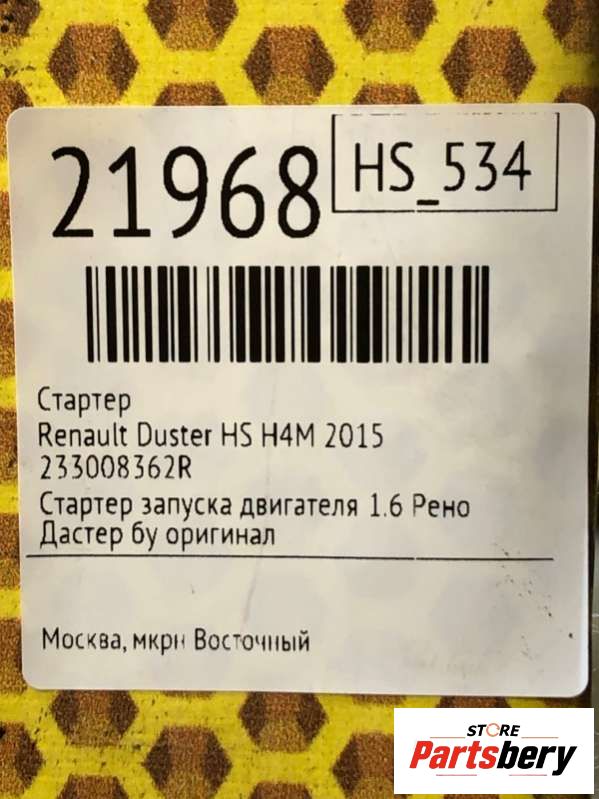 21968
HS_534
Стартер
Renault Duster HS H4M 2015
233008362R
Стартер запуска двигателя 1.6 Рено
Дастер бу оригинал
Москва, мкрн Восточный
STORE
Partsbery